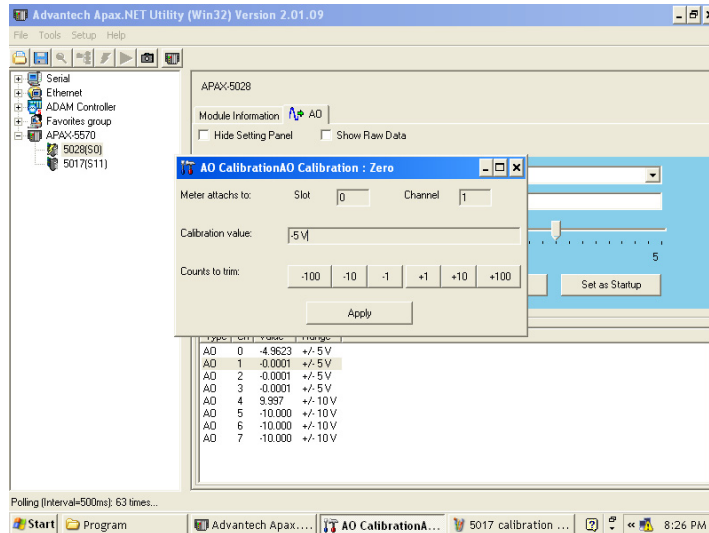 Advantech Apax.NET Utility (Win32) Version 2.01.09
File Tools Setup Help
Serial
Ethernet
ADAM Controller
Favorites group
APAX-5570
5028(S0)
5017(S11)
APAX-5028
Module Information AO
Hide Setting Panel Show Raw Data
AO CalibrationAO Calibration : Zero
Meter attachs to: Slot 0 Channel 1
Calibration value: -5 V
Counts to trim: -100 -10 -1 +1 +10 +100
Apply
5
Set as Startup
Type CH Value Range
AO 0 -4.9623 +/- 5 V
AO 1 -0.0001 +/- 5 V
AO 2 -0.0001 +/- 5 V
AO 3 -0.0001 +/- 5 V
AO 4 9.997 +/- 10 V
AO 5 -10.000 +/- 10 V
AO 6 -10.000 +/- 10 V
AO 7 -10.000 +/- 10 V
Polling (Interval=500ms): 63 times...
Start Program Advantech Apax.... AO CalibrationA... 5017 calibration ... 8:26 PM